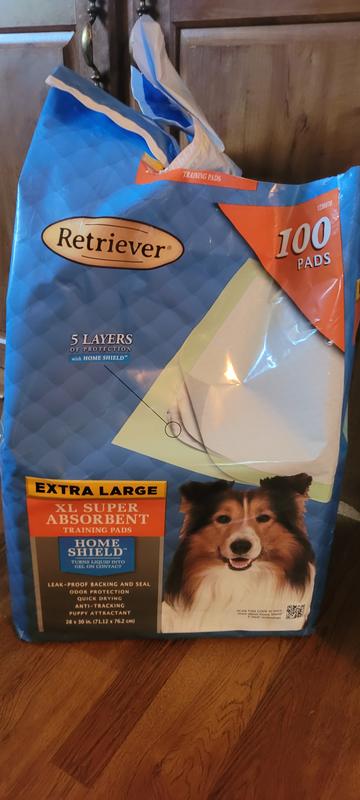 TRAINING PADS
Retriever®
100
PADS
5 LAYERS
OF PROTECTION
with HOME SHIELD™
EXTRA LARGE
XL SUPER
ABSORBENT
TRAINING PADS
HOME
SHIELD™
TURNS LIQUID INTO
GEL ON CONTACT
LEAK-PROOF BACKING AND SEAL
ODOR PROTECTION
QUICK DRYING
ANTI-TRACKING
PUPPY ATTRACTANT
28 x 30 in. (71.12 x 76.2 cm)